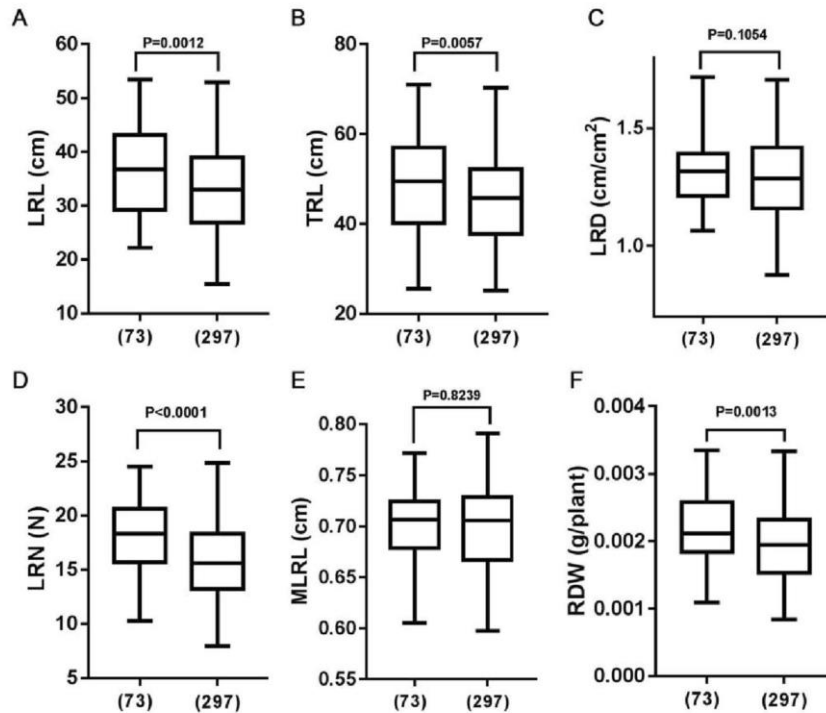 A
P=0.0012
LRL (cm)
60
50
40
30
20
10
(73) (297)
B
P=0.0057
TRL (cm)
80
60
40
20
(73) (297)
C
P=0.1054
LRD (cm/cm²)
1.5
1.0
(73) (297)
D
P<0.0001
LRN (N)
30
25
20
15
10
5
(73) (297)
E
P=0.8239
MLRL (cm)
0.80
0.75
0.70
0.65
0.60
0.55
(73) (297)
F
P=0.0013
RDW (g/plant)
0.004
0.003
0.002
0.001
0.000
(73) (297)